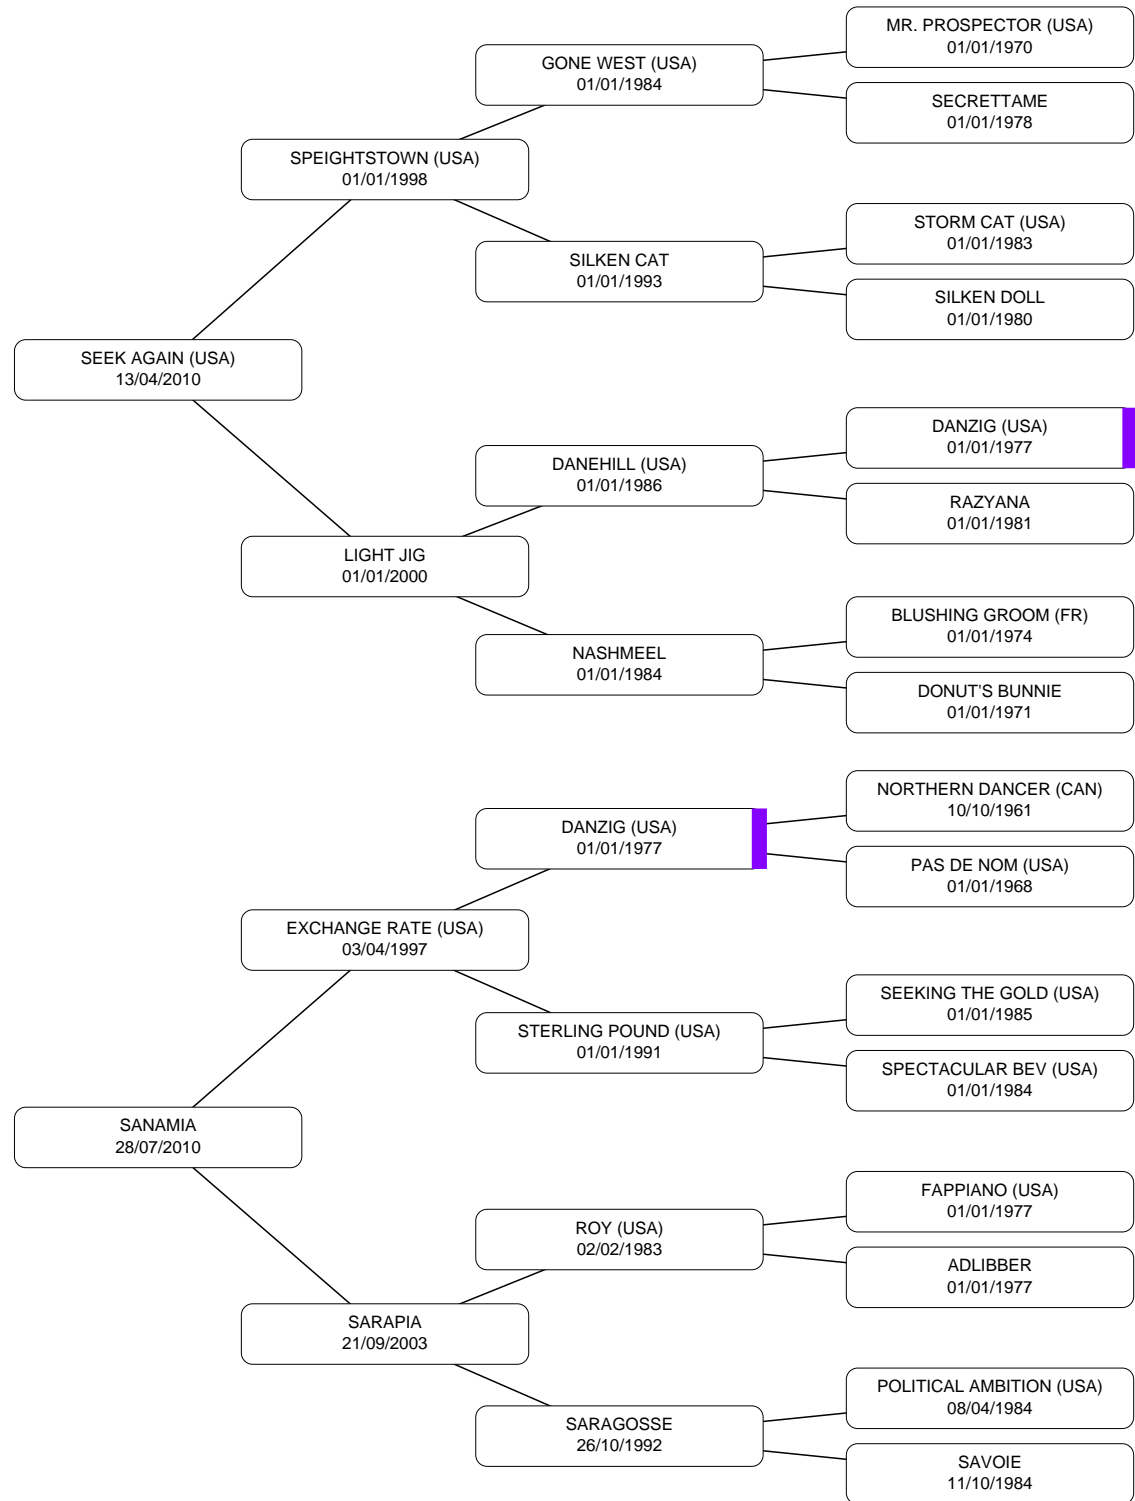 MR. PROSPECTOR (USA)
01/01/1970
GONE WEST (USA)
01/01/1984
SECRETTAME
01/01/1978
SPEIGHTSTOWN (USA)
01/01/1998
STORM CAT (USA)
01/01/1983
SILKEN CAT
01/01/1993
SILKEN DOLL
01/01/1980
SEEK AGAIN (USA)
13/04/2010
DANZIG (USA)
01/01/1977
DANEHILL (USA)
01/01/1986
RAZYANA
01/01/1981
LIGHT JIG
01/01/2000
BLUSHING GROOM (FR)
01/01/1974
NASHMEEL
01/01/1984
DONUT'S BUNNIE
01/01/1971
NORTHERN DANCER (CAN)
10/10/1961
DANZIG (USA)
01/01/1977
PAS DE NOM (USA)
01/01/1968
EXCHANGE RATE (USA)
03/04/1997
SEEKING THE GOLD (USA)
01/01/1985
STERLING POUND (USA)
01/01/1991
SPECTACULAR BEV (USA)
01/01/1984
SANAMIA
28/07/2010
FAPPIANO (USA)
01/01/1977
ROY (USA)
02/02/1983
ADLIBBER
01/01/1977
SARAPIA
21/09/2003
POLITICAL AMBITION (USA)
08/04/1984
SARAGOSSE
26/10/1992
SAVOIE
11/10/1984